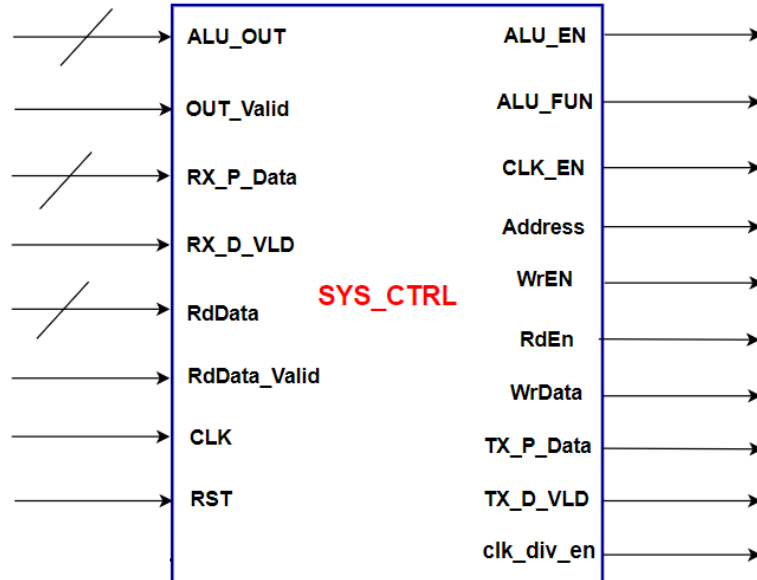 ALU_OUT
OUT_Valid
RX_P_Data
RX_D_VLD
RdData
RdData_Valid
CLK
RST
SYS_CTRL
ALU_EN
ALU_FUN
CLK_EN
Address
WrEN
RdEn
WrData
TX_P_Data
TX_D_VLD
clk_div_en